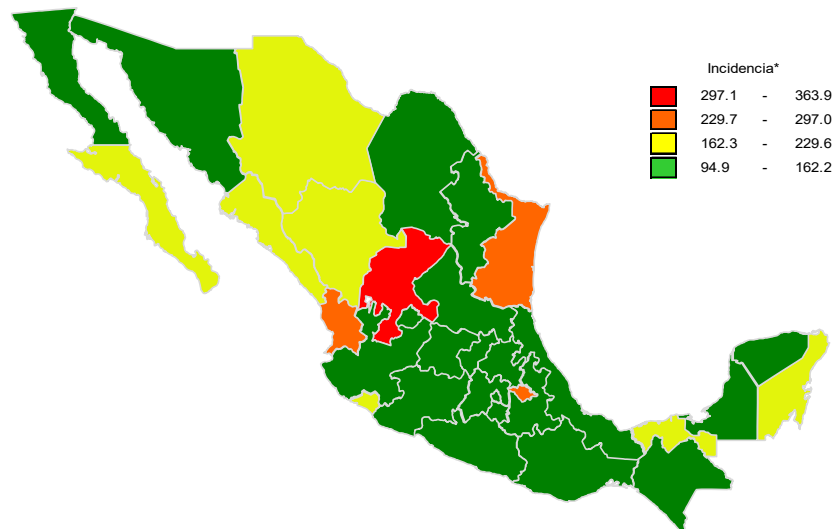 Incidencia*
297.1 - 363.9
229.7 - 297.0
162.3 - 229.6
94.9 - 162.2